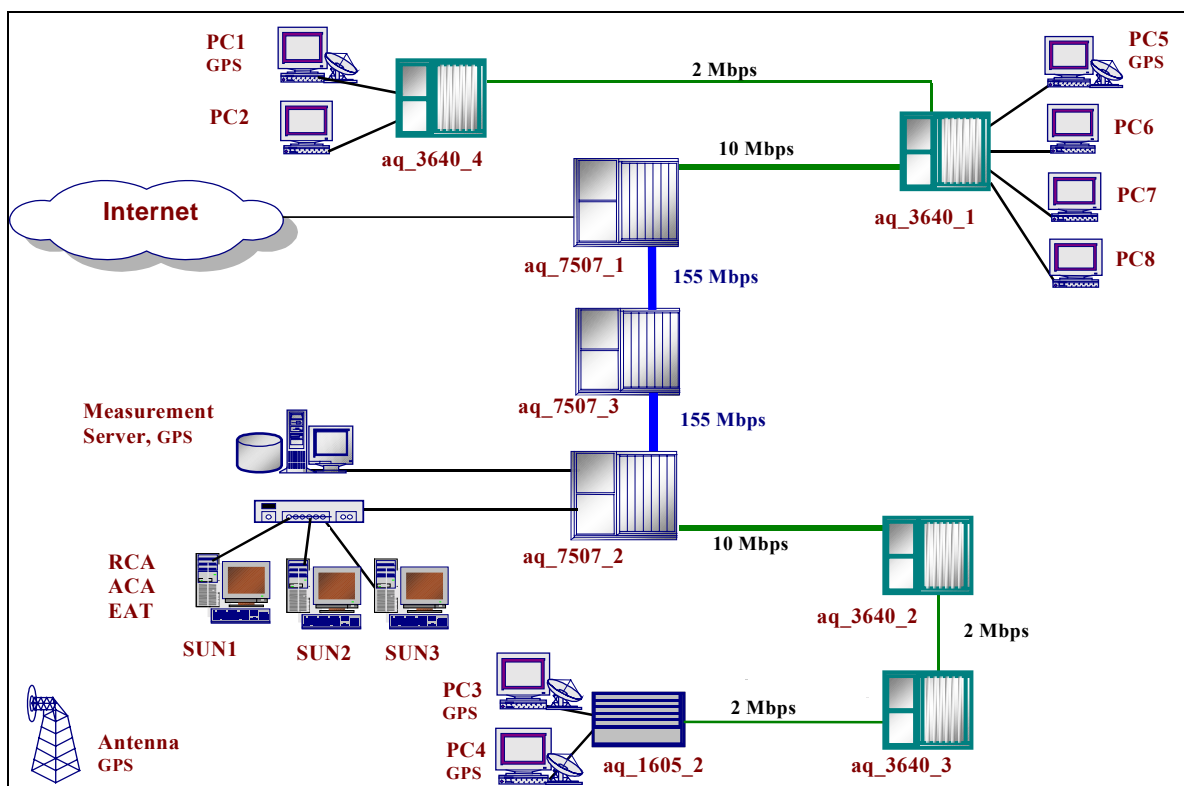 PC1
GPS
PC2
aq_3640_4
2 Mbps
PC5
GPS
PC6
PC7
PC8
10 Mbps
aq_3640_1
Internet
aq_7507_1
155 Mbps
aq_7507_3
155 Mbps
Measurement
Server, GPS
aq_7507_2
10 Mbps
aq_3640_2
RCA
ACA
EAT
SUN1
SUN2
SUN3
2 Mbps
PC3
GPS
PC4
GPS
2 Mbps
aq_1605_2
aq_3640_3
Antenna
GPS